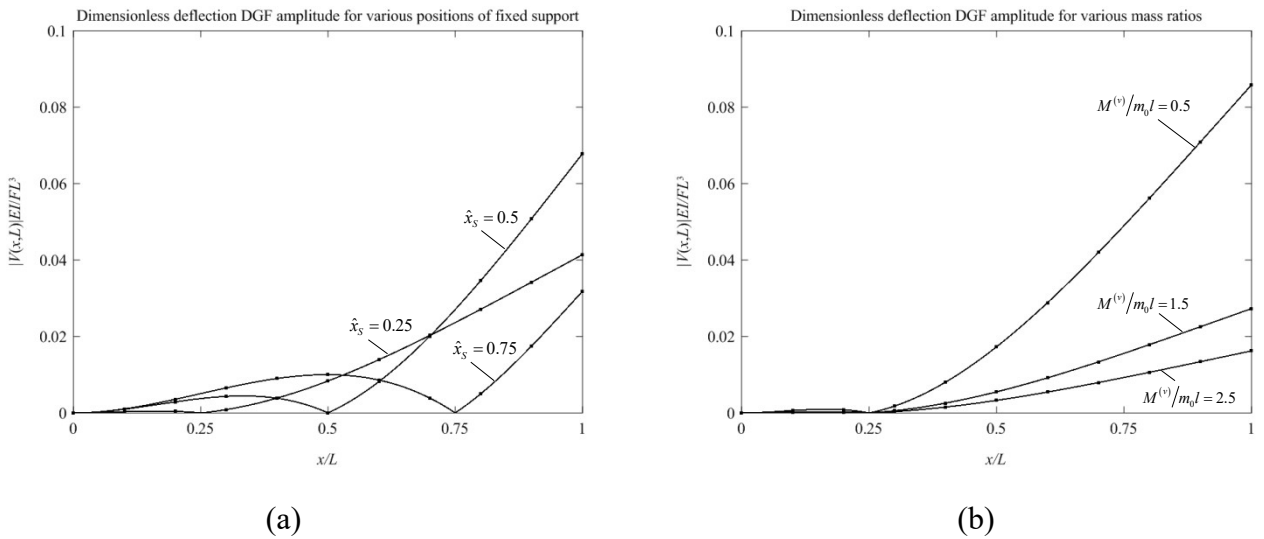 Dimensionless deflection DGF amplitude for various positions of fixed support
0.1
0.08
0.06
0.04
0.02
0
|V(x,L)|EI/FL³
x̂_S = 0.5
x̂_S = 0.25
x̂_S = 0.75
0 0.25 0.5 0.75 1
x/L
(a)
Dimensionless deflection DGF amplitude for various mass ratios
0.1
0.08
0.06
0.04
0.02
0
|V(x,L)|EI/FL³
M⁽ᵛ⁾/m₀l = 0.5
M⁽ᵛ⁾/m₀l = 1.5
M⁽ᵛ⁾/m₀l = 2.5
0 0.25 0.5 0.75 1
x/L
(b)